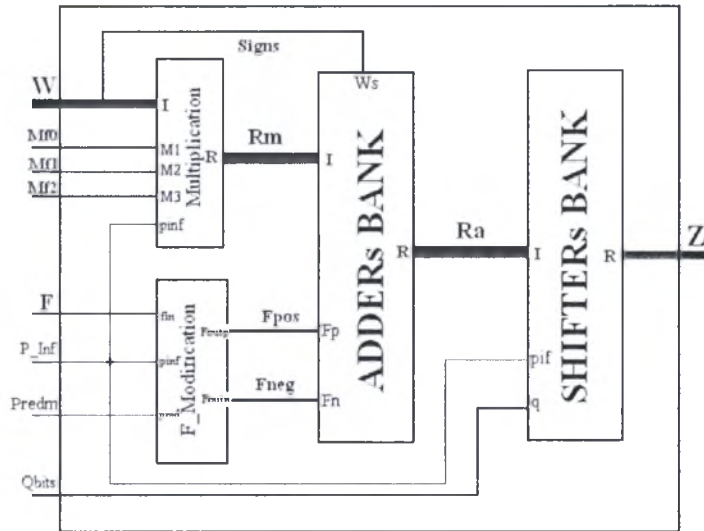 Signs
W
I
Ws
Mf0
M1
Mf1
M2
Mf2
M3
pinf
Multiplication
R
Rm
I
ADDERs BANK
R
Ra
I
SHIFTERs BANK
R
Z
F
fin
P_Inf
pinf
Predm
F_Modification
Fpos
Fp
Fneg
Fn
pif
q
Qbits